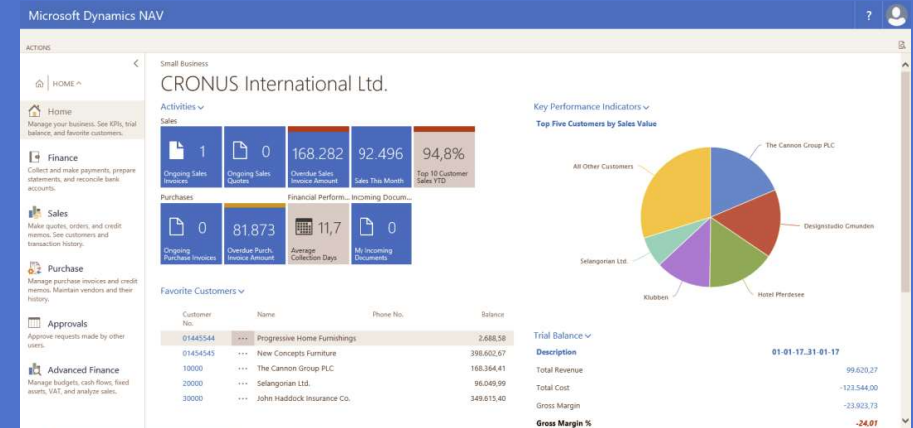 Microsoft Dynamics NAV
?
ACTIONS
HOME
Home
Manage your business. See KPIs, trial
balance, and favorite customers.
Finance
Collect and make payments, prepare
statements, and reconcile bank
accounts.
Sales
Make quotes, orders, and credit
memos. See customers and
transaction history.
Purchase
Manage purchase invoices and credit
memos. Maintain vendors and their
history.
Approvals
Approve requests made by other
users.
Advanced Finance
Manage budgets, cash flows, fixed
assets, VAT, and analyze sales.
Small Business
CRONUS International Ltd.
Activities
Sales
1
Ongoing Sales
Invoices
0
Ongoing Sales
Quotes
168.282
Overdue Sales
Invoice Amount
92.496
Sales This Month
94,8%
Top 10 Customer
Sales YTD
Purchases
Financial Perform...
Incoming Docum...
0
Ongoing
Purchase Invoices
81.873
Overdue Purch.
Invoice Amount
11,7
Average
Collection Days
0
My Incoming
Documents
Favorite Customers
Customer No. Name Phone No. Balance
01445544 ••• Progressive Home Furnishings 2.688,58
01454545 ••• New Concepts Furniture 398.602,67
10000 ••• The Cannon Group PLC 168.364,41
20000 ••• Selangorian Ltd. 96.049,99
30000 ••• John Haddock Insurance Co. 349.615,40
Key Performance Indicators
Top Five Customers by Sales Value
The Cannon Group PLC
All Other Customers
Designstudio Gmunden
Selangorian Ltd.
Klubben
Hotel Pferdesee
Trial Balance
Description 01-01-17..31-01-17
Total Revenue 99.620,27
Total Cost -123.544,00
Gross Margin -23.923,73
Gross Margin % -24,01